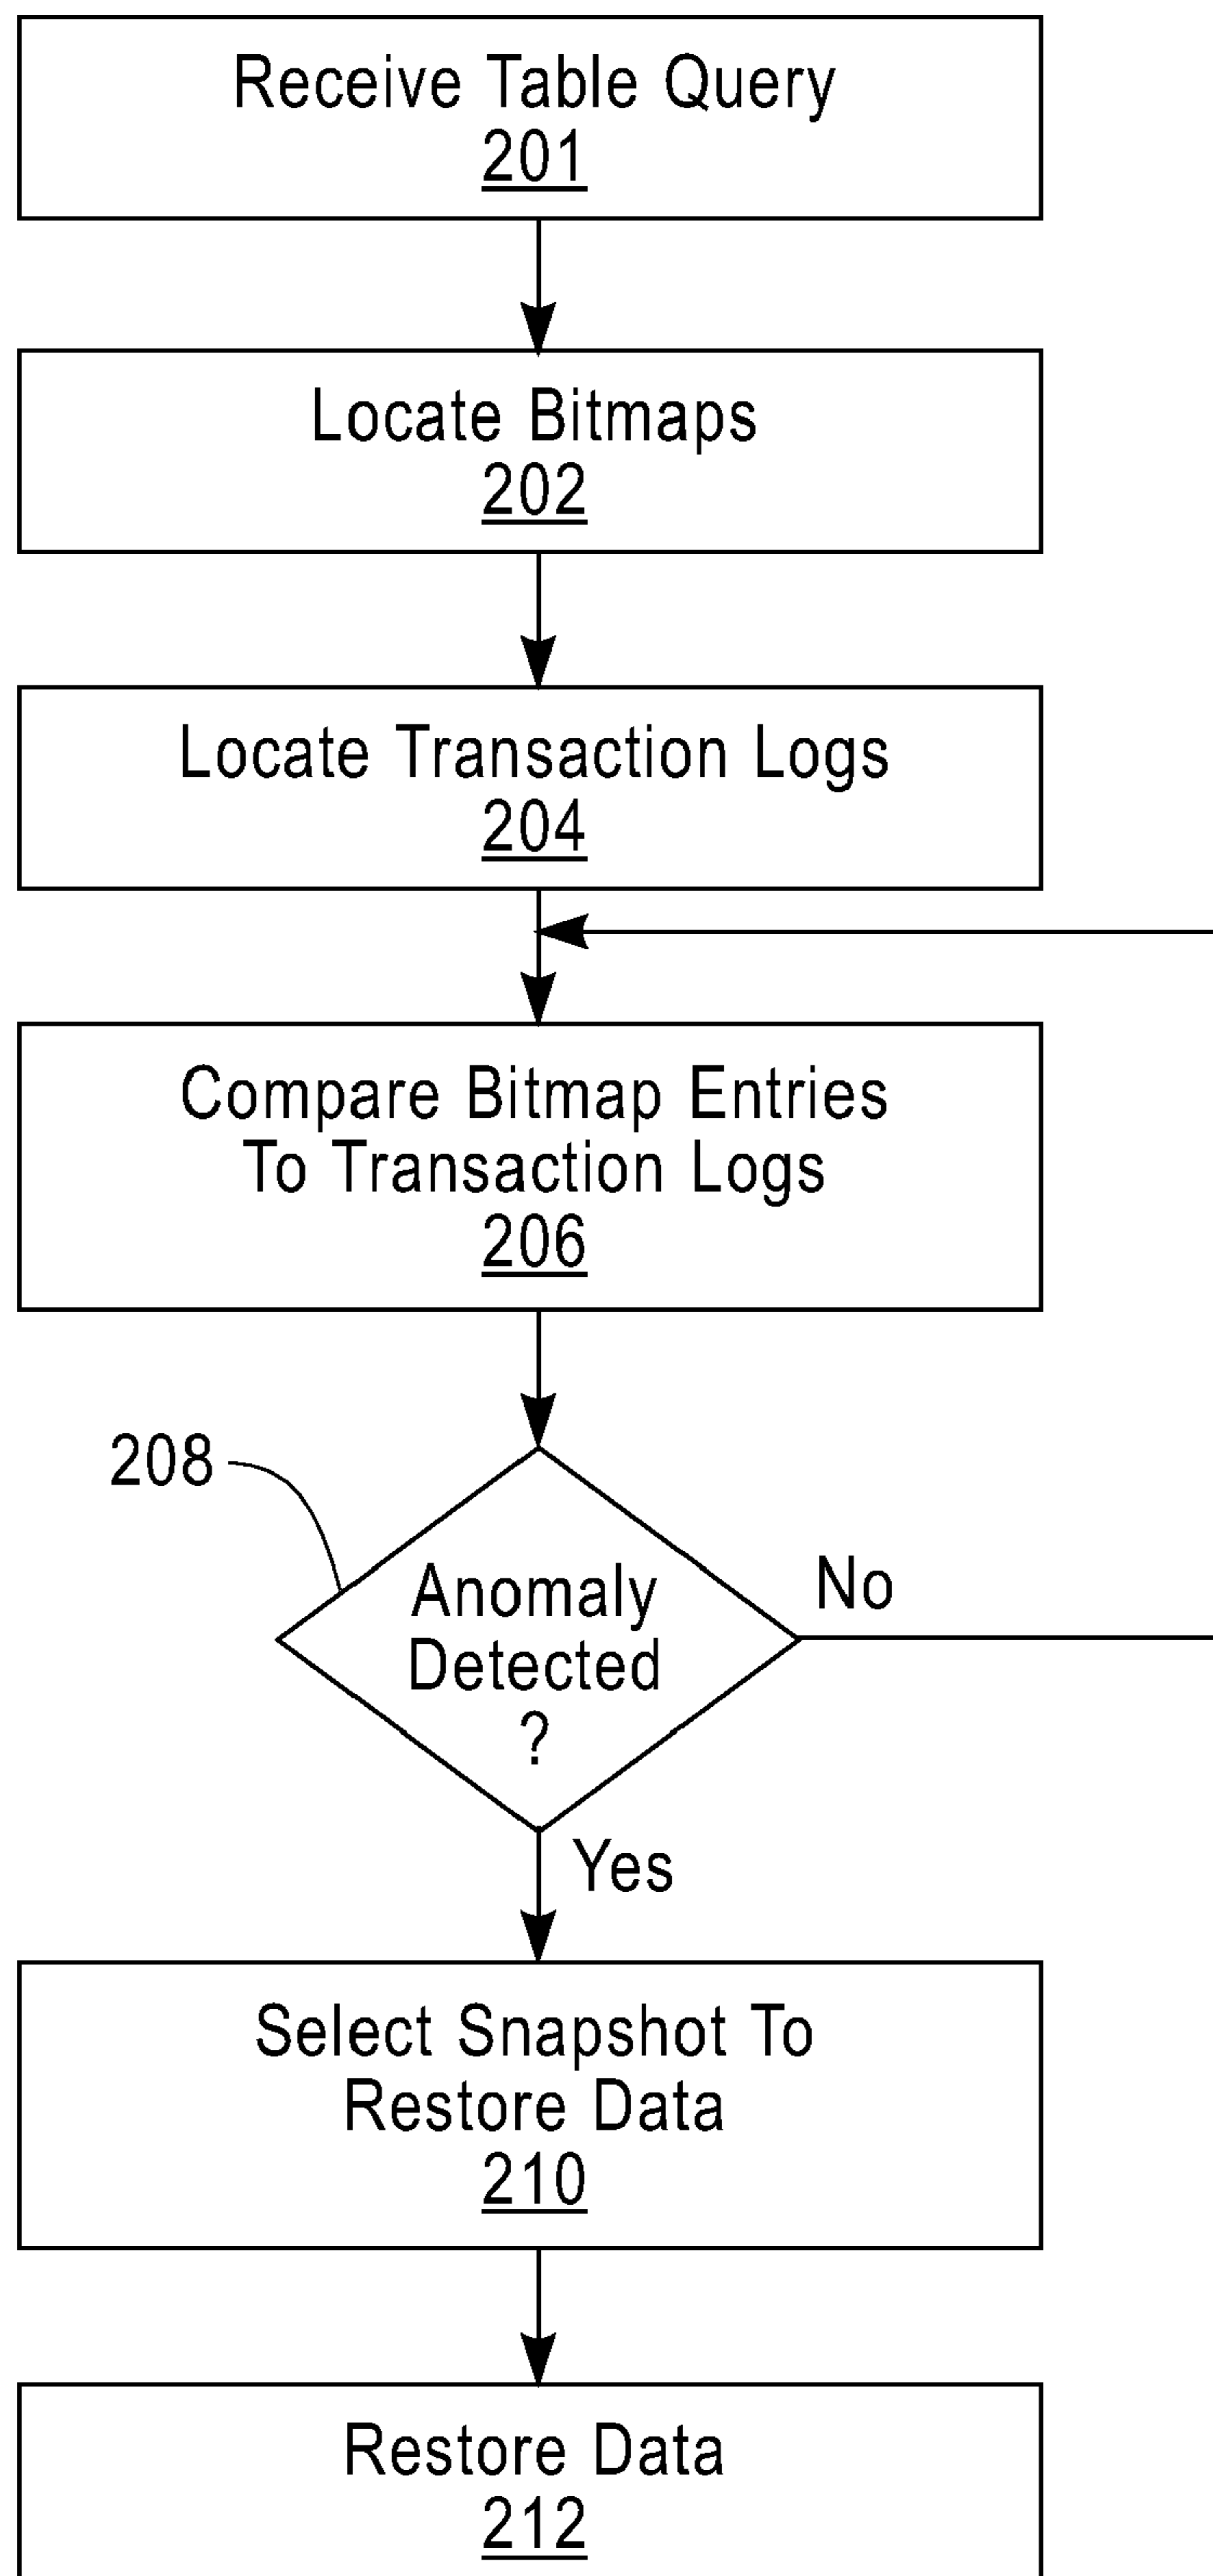 Receive Table Query
201
Locate Bitmaps
202
Locate Transaction Logs
204
Compare Bitmap Entries
To Transaction Logs
206
208
Anomaly
Detected
?
No
Yes
Select Snapshot To
Restore Data
210
Restore Data
212